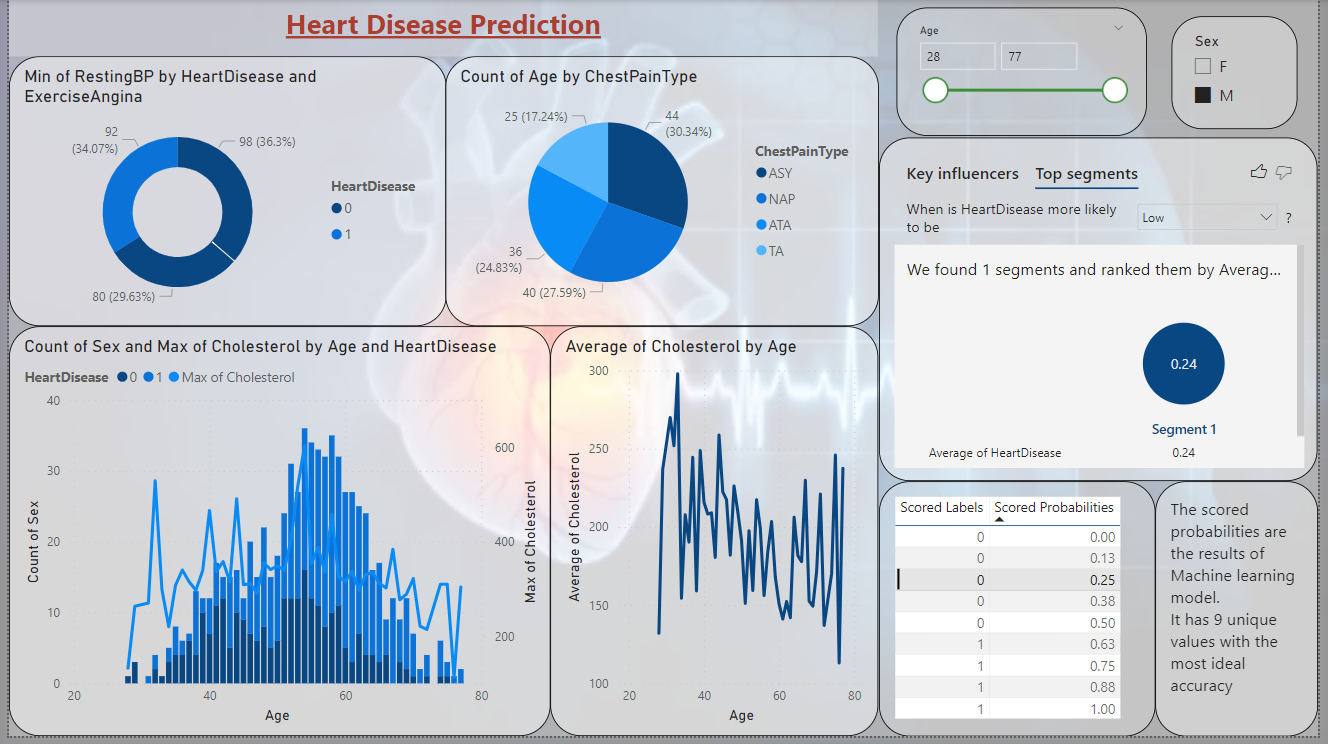 Heart Disease Prediction
Min of RestingBP by HeartDisease and
ExerciseAngina
92
(34.07%)
98 (36.3%)
80 (29.63%)
HeartDisease
0
1
Count of Age by ChestPainType
25 (17.24%)
44
(30.34%)
36
(24.83%)
40 (27.59%)
ChestPainType
ASY
NAP
ATA
TA
Age
28
77
Sex
F
M
Key influencers Top segments
When is HeartDisease more likely
to be
Low
?
We found 1 segments and ranked them by Averag...
0.24
Segment 1
Average of HeartDisease 0.24
Count of Sex and Max of Cholesterol by Age and HeartDisease
HeartDisease 0 1 Max of Cholesterol
40
30
20
10
0
Count of Sex
600
400
200
Max of Cholesterol
20 40 60 80
Age
Average of Cholesterol by Age
300
250
200
150
100
Average of Cholesterol
20 40 60 80
Age
Scored Labels Scored Probabilities
0 0.00
0 0.13
0 0.25
0 0.38
0 0.50
1 0.63
1 0.75
1 0.88
1 1.00
The scored
probabilities are
the results of
Machine learning
model.
It has 9 unique
values with the
most ideal
accuracy